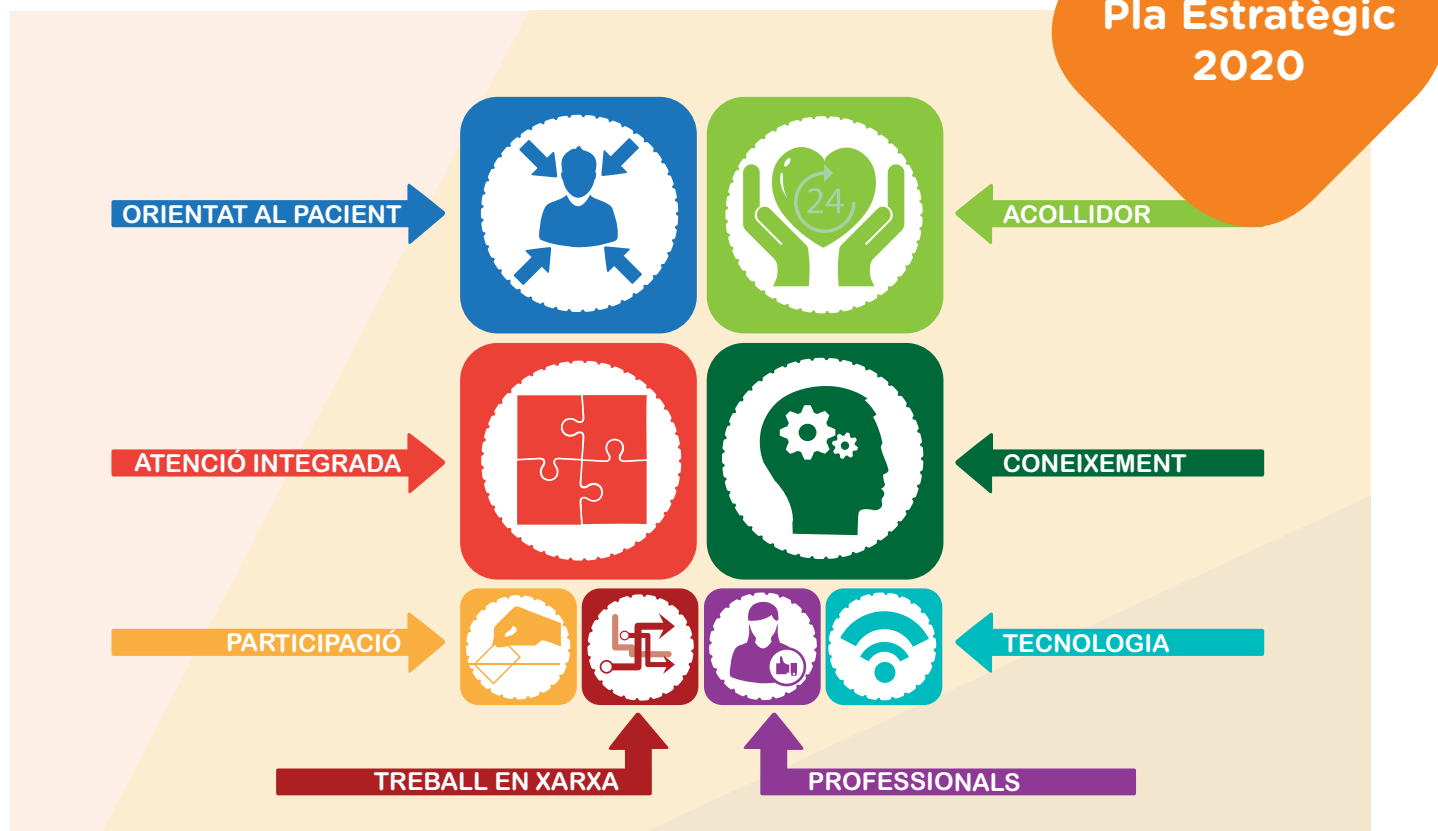 Pla Estratègic
2020
ORIENTAT AL PACIENT
24
ACOLLIDOR
ATENCIÓ INTEGRADA
CONEIXEMENT
PARTICIPACIÓ
TECNOLOGIA
TREBALL EN XARXA
PROFESSIONALS